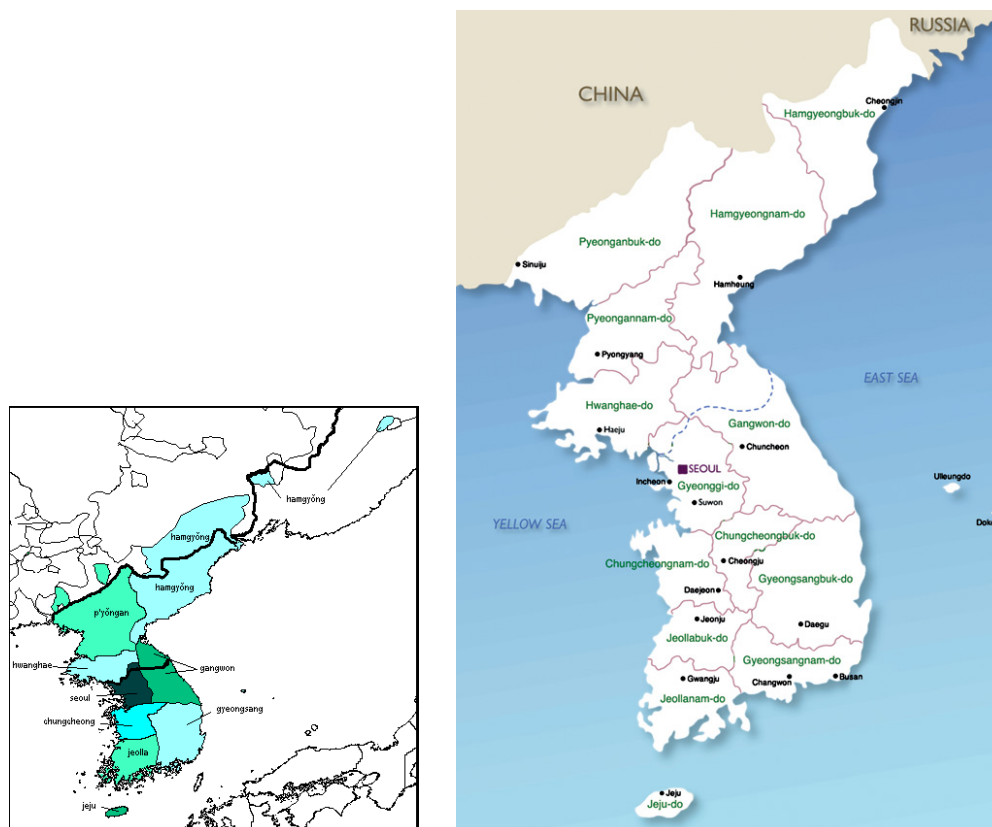 hamgyŏng
hamgyŏng
hamgyŏng
p'yŏngan
hwanghae
gangwon
seoul
gyeongsang
chungcheong
jeolla
jeju
RUSSIA
CHINA
Cheongjin
Hamgyeongbuk-do
Hamgyeongnam-do
Pyeonganbuk-do
Sinuiju
Hamheung
Pyeongannam-do
Pyongyang
EAST SEA
Hwanghae-do
Gangwon-do
Haeju
Chuncheon
SEOUL
Incheon
Gyeonggi-do
Ulleungdo
Suwon
YELLOW SEA
Dok
Chungcheongbuk-do
Chungcheongnam-do
Cheongju
Gyeongsangbuk-do
Daejeon
Jeonju
Daegu
Jeollabuk-do
Gyeongsangnam-do
Gwangju
Changwon
Busan
Jeollanam-do
Jeju
Jeju-do